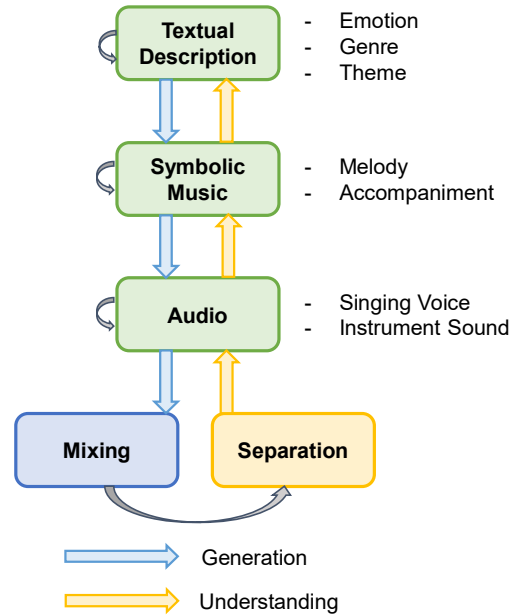 Textual
Description
- Emotion
- Genre
- Theme
Symbolic
Music
- Melody
- Accompaniment
Audio
- Singing Voice
- Instrument Sound
Mixing
Separation
Generation
Understanding